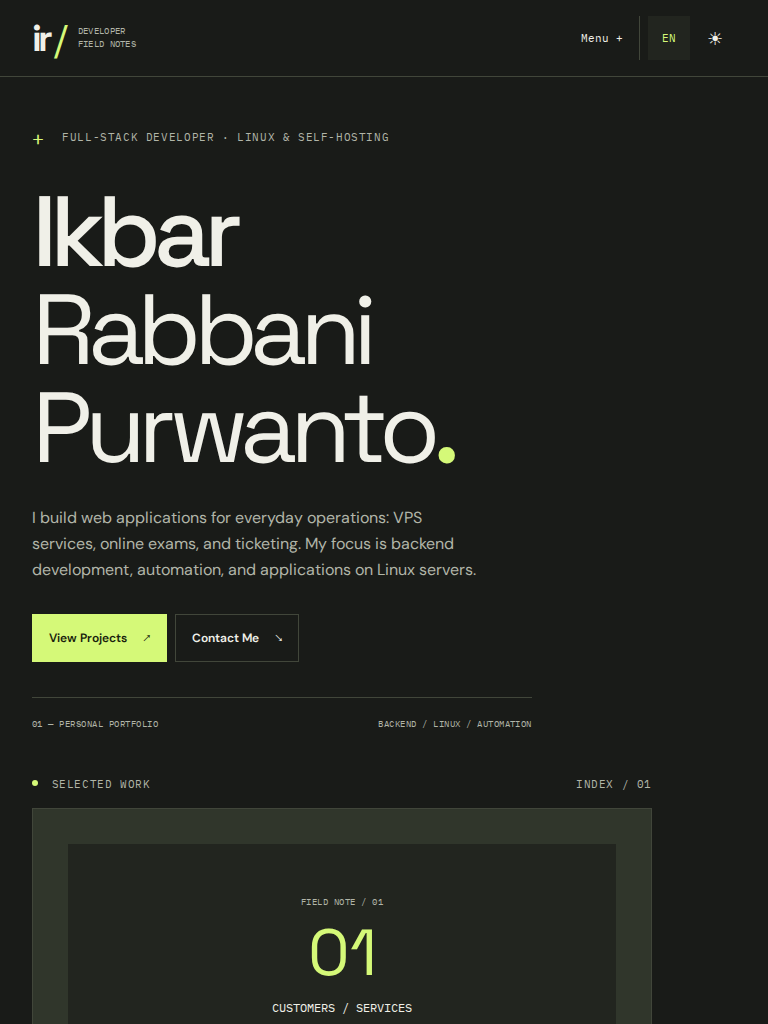 ir/
DEVELOPER
FIELD NOTES
Menu +
EN
+ FULL-STACK DEVELOPER · LINUX & SELF-HOSTING
Ikbar
Rabbani
Purwanto.
I build web applications for everyday operations: VPS
services, online exams, and ticketing. My focus is backend
development, automation, and applications on Linux servers.
View Projects ↗
Contact Me ↘
01 — PERSONAL PORTFOLIO
BACKEND / LINUX / AUTOMATION
SELECTED WORK
INDEX / 01
FIELD NOTE / 01
01
CUSTOMERS / SERVICES